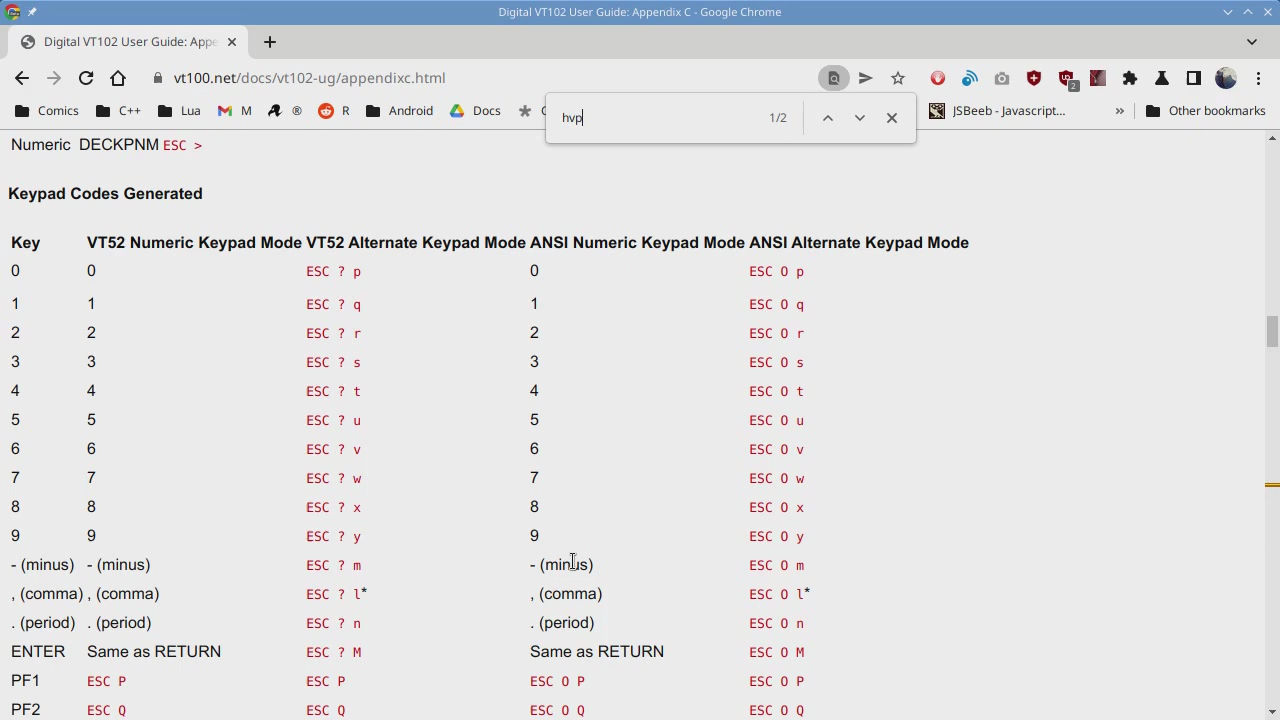 Digital VT102 User Guide: Appendix C - Google Chrome
Digital VT102 User Guide: Appe
vt100.net/docs/vt102-ug/appendixc.html
2
Comics C++ Lua M R Android Docs JSBeeb - Javascript... » Other bookmarks
hvp 1/2
Numeric DECKPNM ESC >
Keypad Codes Generated
Key VT52 Numeric Keypad Mode VT52 Alternate Keypad Mode ANSI Numeric Keypad Mode ANSI Alternate Keypad Mode
0 0 ESC ? p 0 ESC O p
1 1 ESC ? q 1 ESC O q
2 2 ESC ? r 2 ESC O r
3 3 ESC ? s 3 ESC O s
4 4 ESC ? t 4 ESC O t
5 5 ESC ? u 5 ESC O u
6 6 ESC ? v 6 ESC O v
7 7 ESC ? w 7 ESC O w
8 8 ESC ? x 8 ESC O x
9 9 ESC ? y 9 ESC O y
- (minus) - (minus) ESC ? m - (minus) ESC O m
, (comma) , (comma) ESC ? l* , (comma) ESC O l*
. (period) . (period) ESC ? n . (period) ESC O n
ENTER Same as RETURN ESC ? M Same as RETURN ESC O M
PF1 ESC P ESC P ESC O P ESC O P
PF2 ESC Q ESC Q ESC O Q ESC O Q